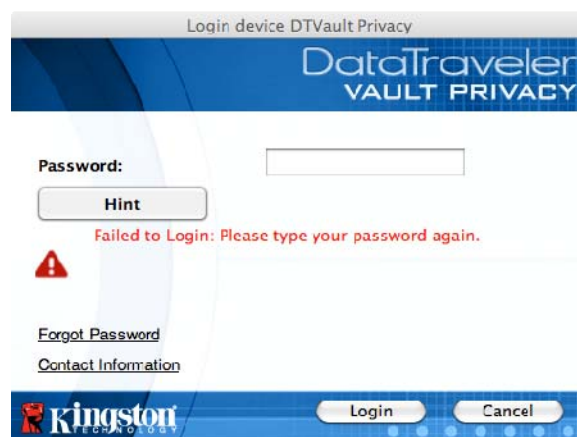 Login device DTVault Privacy
DataTraveler
VAULT PRIVACY
Password:
Hint
Failed to Login: Please type your password again.
Forgot Password
Contact Information
Kingston
TECHNOLOGY
Login
Cancel